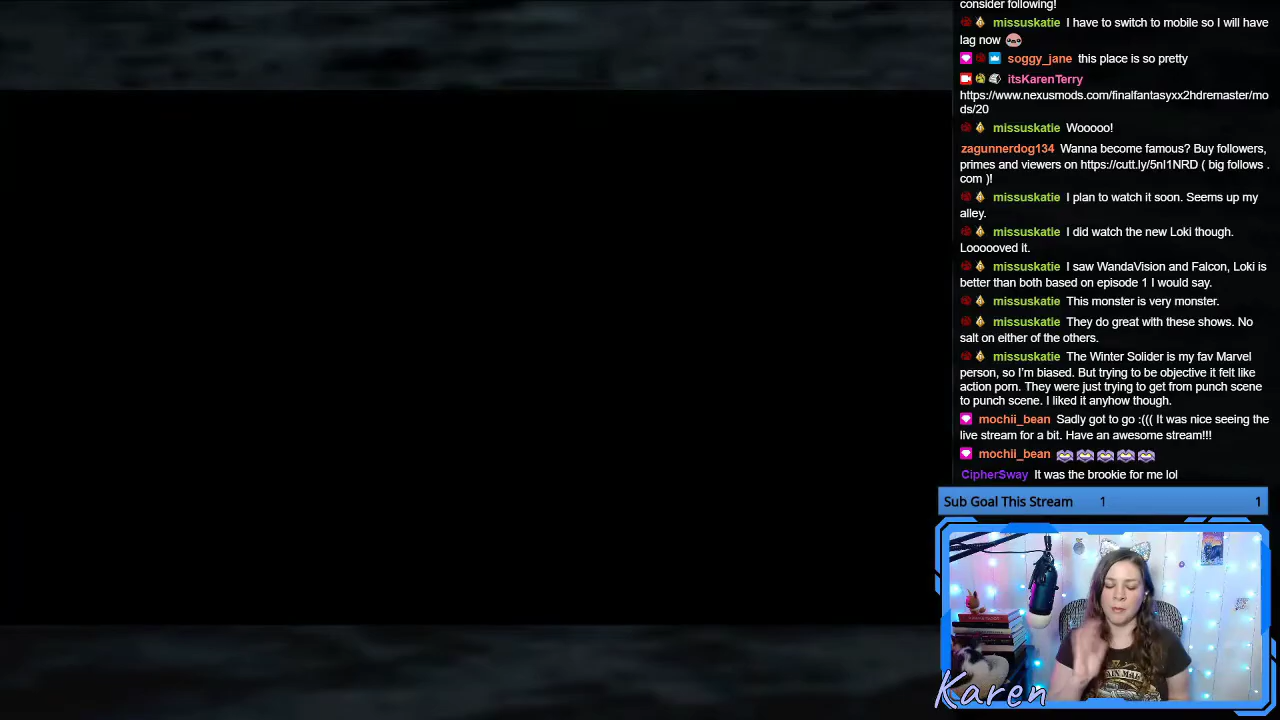 consider following!
missuskatie I have to switch to mobile so I will have
lag now
soggy_jane this place is so pretty
itsKarenTerry
https://www.nexusmods.com/finalfantasyxx2hdremaster/mo
ds/20
missuskatie Wooooo!
zagunnerdog134 Wanna become famous? Buy followers,
primes and viewers on https://cutt.ly/5nI1NRD ( big follows .
com )!
missuskatie I plan to watch it soon. Seems up my
alley.
missuskatie I did watch the new Loki though.
Loooooved It.
missuskatie I saw WandaVision and Falcon, Loki is
better than both based on episode 1 I would say.
missuskatie This monster is very monster.
missuskatie They do great with these shows. No
salt on either of the others.
missuskatie The Winter Solider is my fav Marvel
person, so I'm biased. But trying to be objective it felt like
action porn. They were just trying to get from punch scene
to punch scene. I liked it anyhow though.
mochii_bean Sadly got to go :((( It was nice seeing the
live stream for a bit. Have an awesome stream!!!
mochii_bean
CipherSway It was the brookie for me lol
Sub Goal This Stream 1 1
Karen